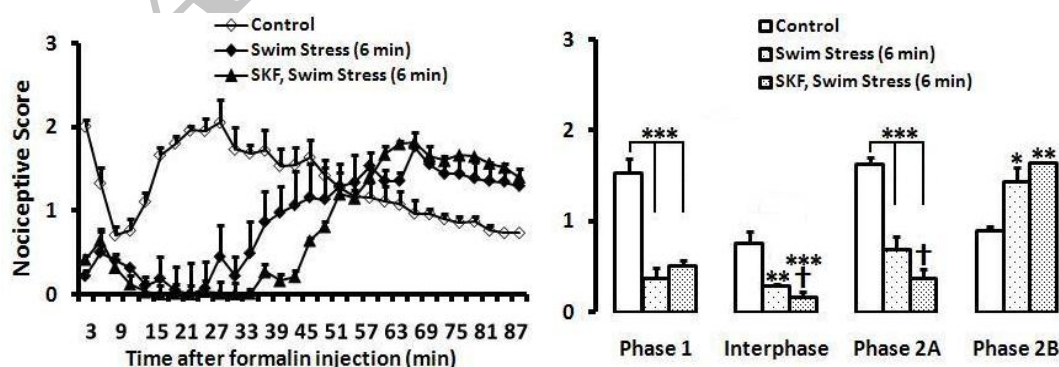 Control
Swim Stress (6 min)
SKF, Swim Stress (6 min)
Nociceptive Score
3
2
1
0
3 9 15 21 27 33 39 45 51 57 63 69 75 81 87
Time after formalin injection (min)
Control
Swim Stress (6 min)
SKF, Swim Stress (6 min)
3
2
1
0
***
**
***
†
***
†
*
**
Phase 1 Interphase Phase 2A Phase 2B